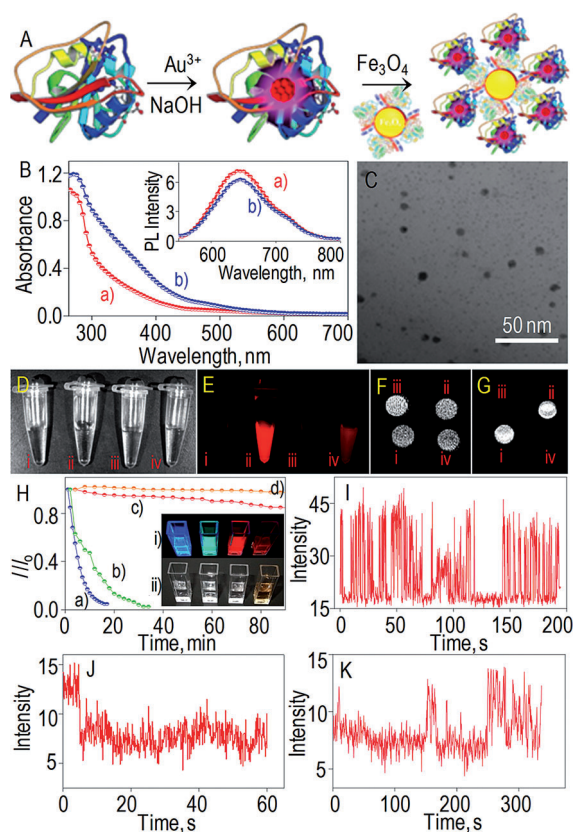 A
Au³⁺
NaOH
Fe₃O₄
B
1.2
0.8
0.4
0.0
Absorbance
300 400 500 600 700
Wavelength, nm
a)
b)
6
3
0
PL Intensity
600 700 800
Wavelength, nm
a)
b)
C
50 nm
D
i ii iii iv
E
i ii iii iv
F
iii ii
i iv
G
iii ii
i iv
H
0.8
0.4
0.0
I/I₀
0 20 40 60 80
Time, min
a)
b)
c)
d)
i)
ii)
I
45
30
15
Intensity
0 50 100 150 200
Time, s
J
15
10
5
Intensity
0 20 40 60
Time, s
K
15
10
5
Intensity
0 100 200 300
Time, s